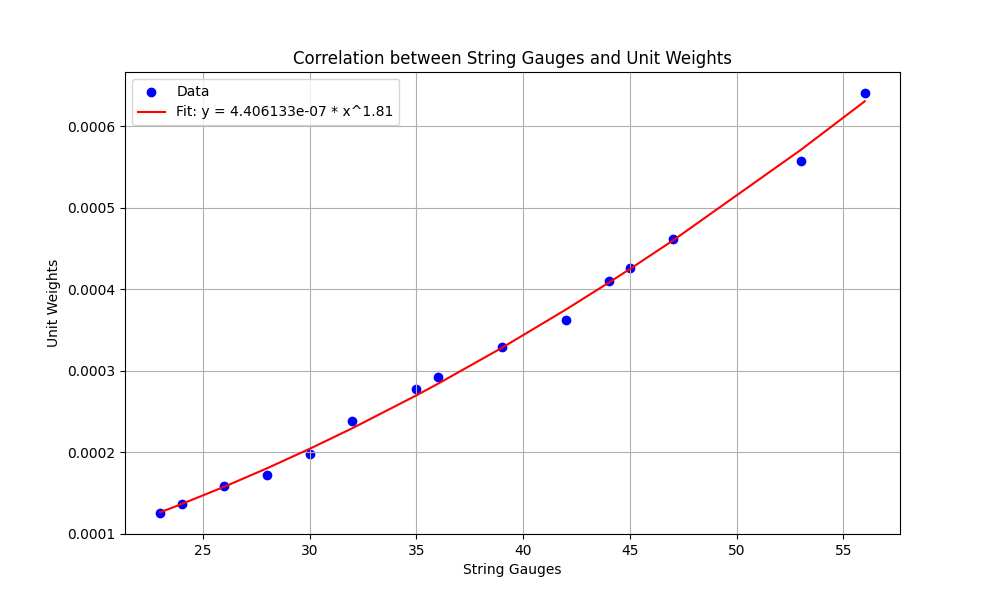 Correlation between String Gauges and Unit Weights
Data
Fit: y = 4.406133e-07 * x^1.81
0.0006
0.0005
0.0004
0.0003
0.0002
0.0001
Unit Weights
25 30 35 40 45 50 55
String Gauges